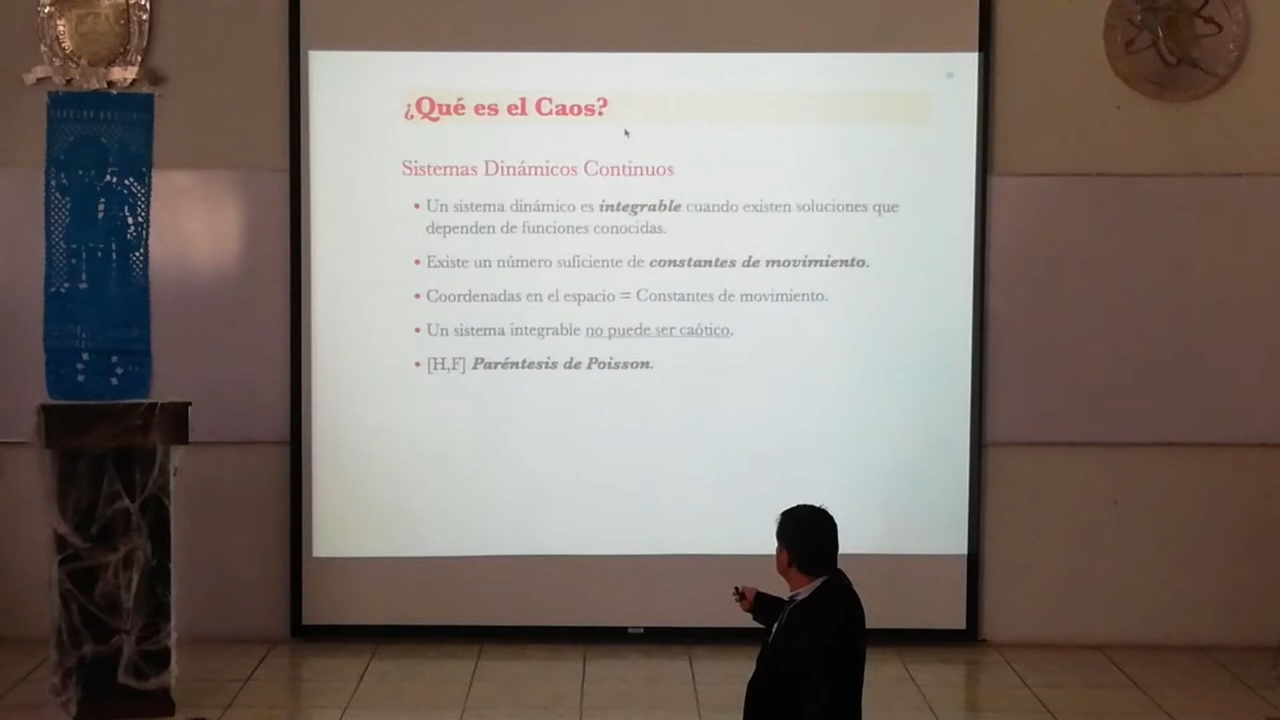 ¿Qué es el Caos?
Sistemas Dinámicos Continuos
• Un sistema dinámico es integrable cuando existen soluciones que
dependen de funciones conocidas.
• Existe un número suficiente de constantes de movimiento.
• Coordenadas en el espacio = Constantes de movimiento.
• Un sistema integrable no puede ser caótico.
• [H,F] Paréntesis de Poisson.